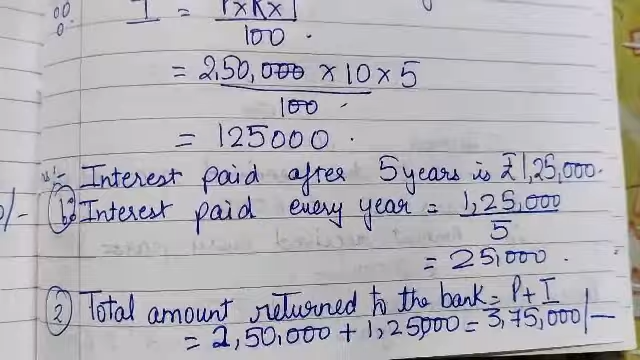 I = P×R×T
100.
= 2,50,000 × 10 × 5
100
= 125000.
Interest paid after 5 years is ₹1,25,000.
Interest paid every year = 1,25,000
5
= 25,000.
② Total amount returned to the bank = P+I
= 2,50,000 + 1,25,000 = 3,75,000/-